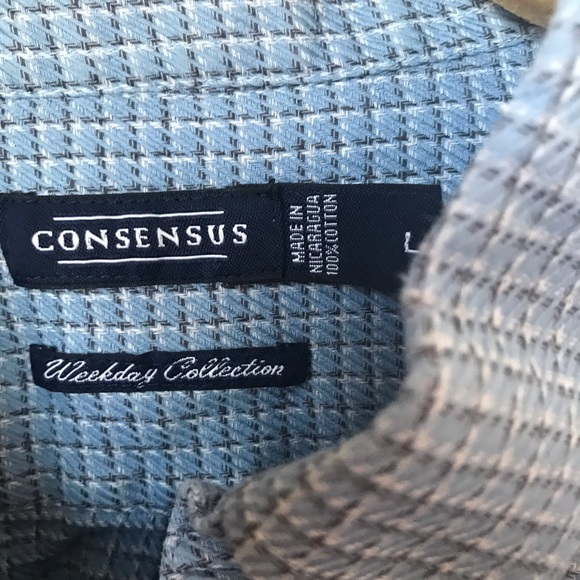 CONSENSUS
MADE IN
NICARAGUA
100% COTTON
L
Weekday Collection